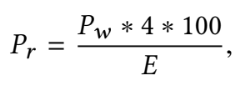 P_r = \frac{P_w * 4 * 100}{E},